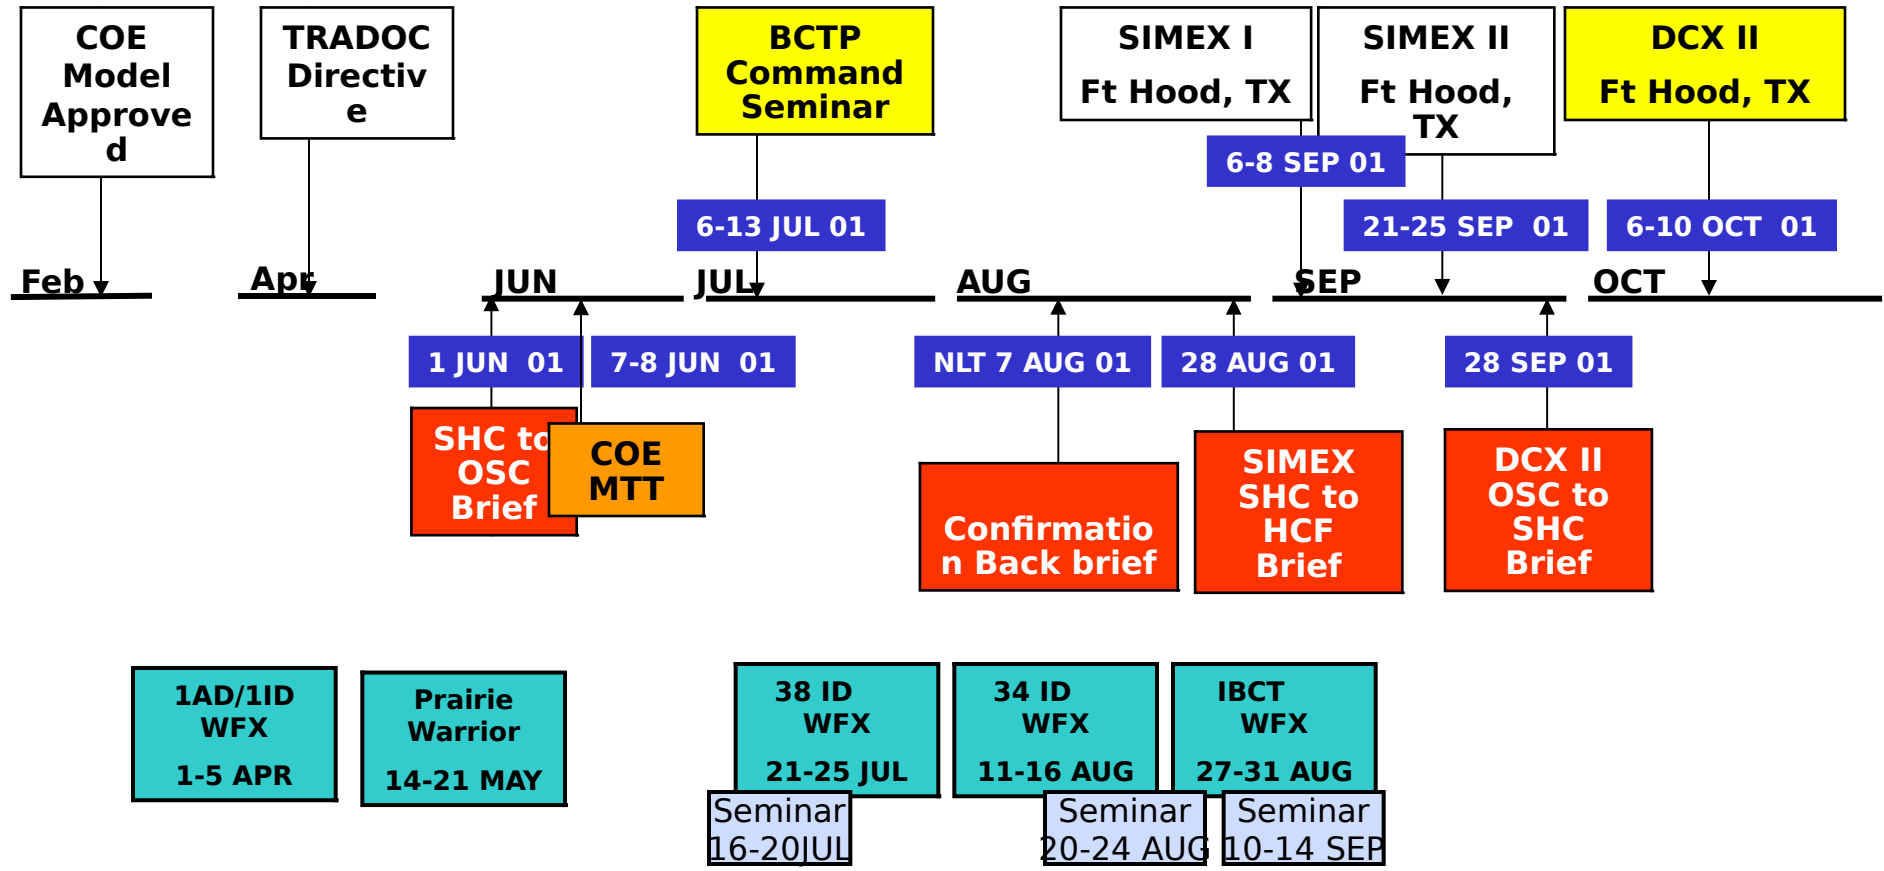 COE
Model
Approve
d
TRADOC
Directiv
e
BCTP
Command
Seminar
SIMEX I
Ft Hood, TX
SIMEX II
Ft Hood,
TX
DCX II
Ft Hood, TX
6-8 SEP 01
6-13 JUL 01
21-25 SEP 01
6-10 OCT 01
Feb
Apr
JUN
JUL
AUG
SEP
OCT
1 JUN 01
7-8 JUN 01
NLT 7 AUG 01
28 AUG 01
28 SEP 01
SHC to
OSC
Brief
COE
MTT
Confirmatio
n Back brief
SIMEX
SHC to
HCF
Brief
DCX II
OSC to
SHC
Brief
1AD/1ID
WFX
1-5 APR
Prairie
Warrior
14-21 MAY
38 ID
WFX
21-25 JUL
34 ID
WFX
11-16 AUG
IBCT
WFX
27-31 AUG
Seminar
16-20JUL
Seminar
20-24 AUG
Seminar
10-14 SEP